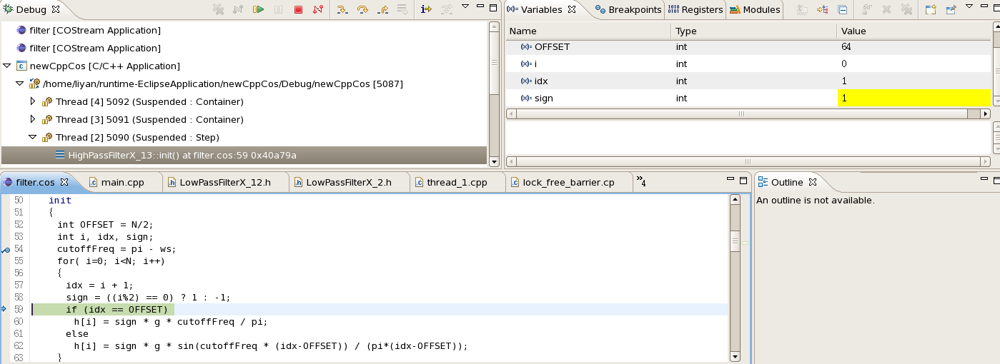 Debug
filter [COStream Application]
filter [COStream Application]
newCppCos [C/C++ Application]
/home/liyan/runtime-EclipseApplication/newCppCos/Debug/newCppCos [5087]
Thread [4] 5092 (Suspended : Container)
Thread [3] 5091 (Suspended : Container)
Thread [2] 5090 (Suspended : Step)
HighPassFilterX_13::init() at filter.cos:59 0x40a79a
(x)= Variables Breakpoints 1010 0101 Registers Modules
Name Type Value
(x)= OFFSET int 64
(x)= i int 0
(x)= idx int 1
(x)= sign int 1
filter.cos main.cpp LowPassFilterX_12.h LowPassFilterX_2.h thread_1.cpp lock_free_barrier.cp »4
50 init
51 {
52 int OFFSET = N/2;
53 int i, idx, sign;
54 cutoffFreq = pi - ws;
55 for( i=0; i<N; i++)
56 {
57 idx = i + 1;
58 sign = ((i%2) == 0) ? 1 : -1;
59 if (idx == OFFSET)
60 h[i] = sign * g * cutoffFreq / pi;
61 else
62 h[i] = sign * g * sin(cutoffFreq * (idx-OFFSET)) / (pi*(idx-OFFSET));
63 }
Outline
An outline is not available.